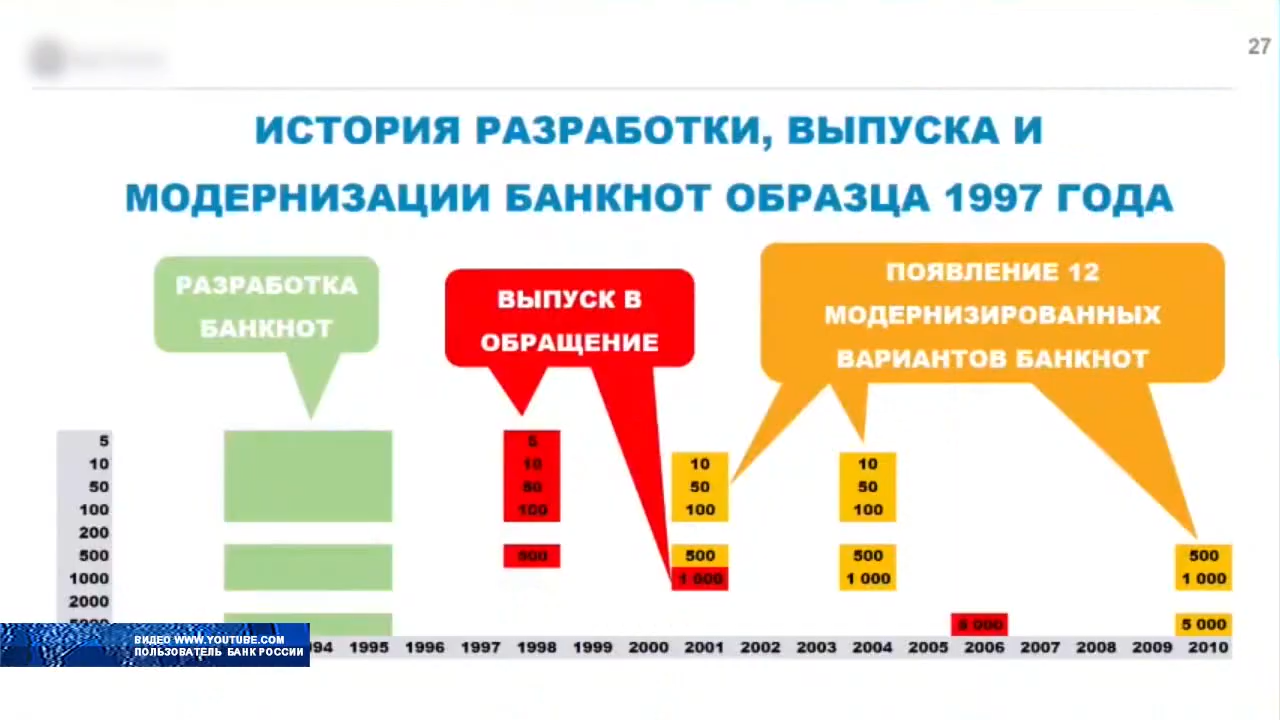 27
ИСТОРИЯ РАЗРАБОТКИ, ВЫПУСКА И
МОДЕРНИЗАЦИИ БАНКНОТ ОБРАЗЦА 1997 ГОДА
РАЗРАБОТКА
БАНКНОТ
ВЫПУСК В
ОБРАЩЕНИЕ
ПОЯВЛЕНИЕ 12
МОДЕРНИЗИРОВАННЫХ
ВАРИАНТОВ БАНКНОТ
5 5
10 10 10 10
50 50 50 50
100 100 100 100
200
500 500 500 500 500
1000 1 000 1 000 1 000
2000
5 000 5 000
1995 1996 1997 1998 1999 2000 2001 2002 2003 2004 2005 2006 2007 2008 2009 2010
ВИДЕО WWW.YOUTUBE.COM
ПОЛЬЗОВАТЕЛЬ БАНК РОССИИ